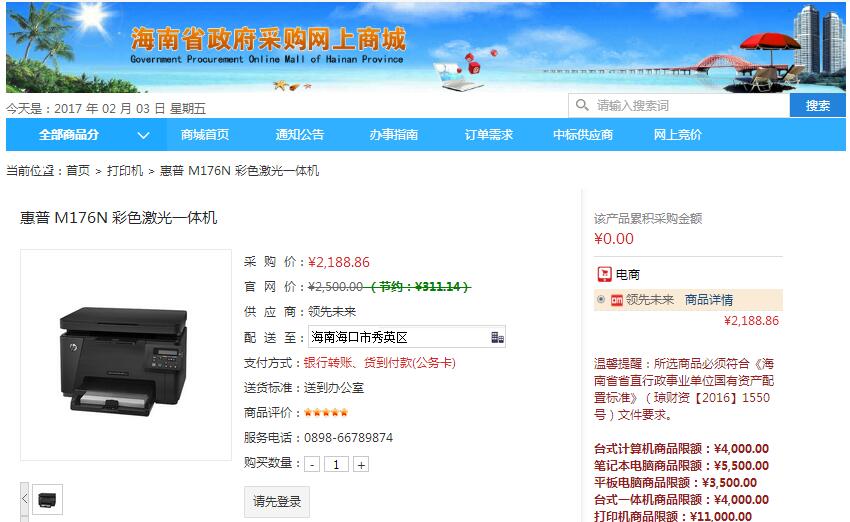 海南省政府采购网上商城
Government Procurement Online Mall of Hainan Province
今天是：2017 年 02 月 03 日 星期五
请输入搜索词
搜索
全部商品分
商城首页
通知公告
办事指南
订单需求
中标供应商
网上竞价
当前位置：首页 > 打印机 > 惠普 M176N 彩色激光一体机
惠普 M176N 彩色激光一体机
采 购 价：¥2,188.86
官 网 价：¥2,500.00（节约：¥311.14）
供 应 商：领先未来
配 送 至：海南海口市秀英区
支付方式：银行转账、货到付款(公务卡)
送货标准：送到办公室
商品评价：
服务电话：0898-66789874
购买数量： - 1 +
请先登录
该产品累积采购金额
¥0.00
电商
领先未来 商品详情
¥2,188.86
温馨提醒：所选商品必须符合《海
南省省直行政事业单位国有资产配
置标准》（琼财资【2016】1550
号）文件要求。
台式计算机商品限额：¥4,000.00
笔记本电脑商品限额：¥5,500.00
平板电脑商品限额：¥3,500.00
台式一体机商品限额：¥4,000.00
打印机商品限额：¥11,000.00